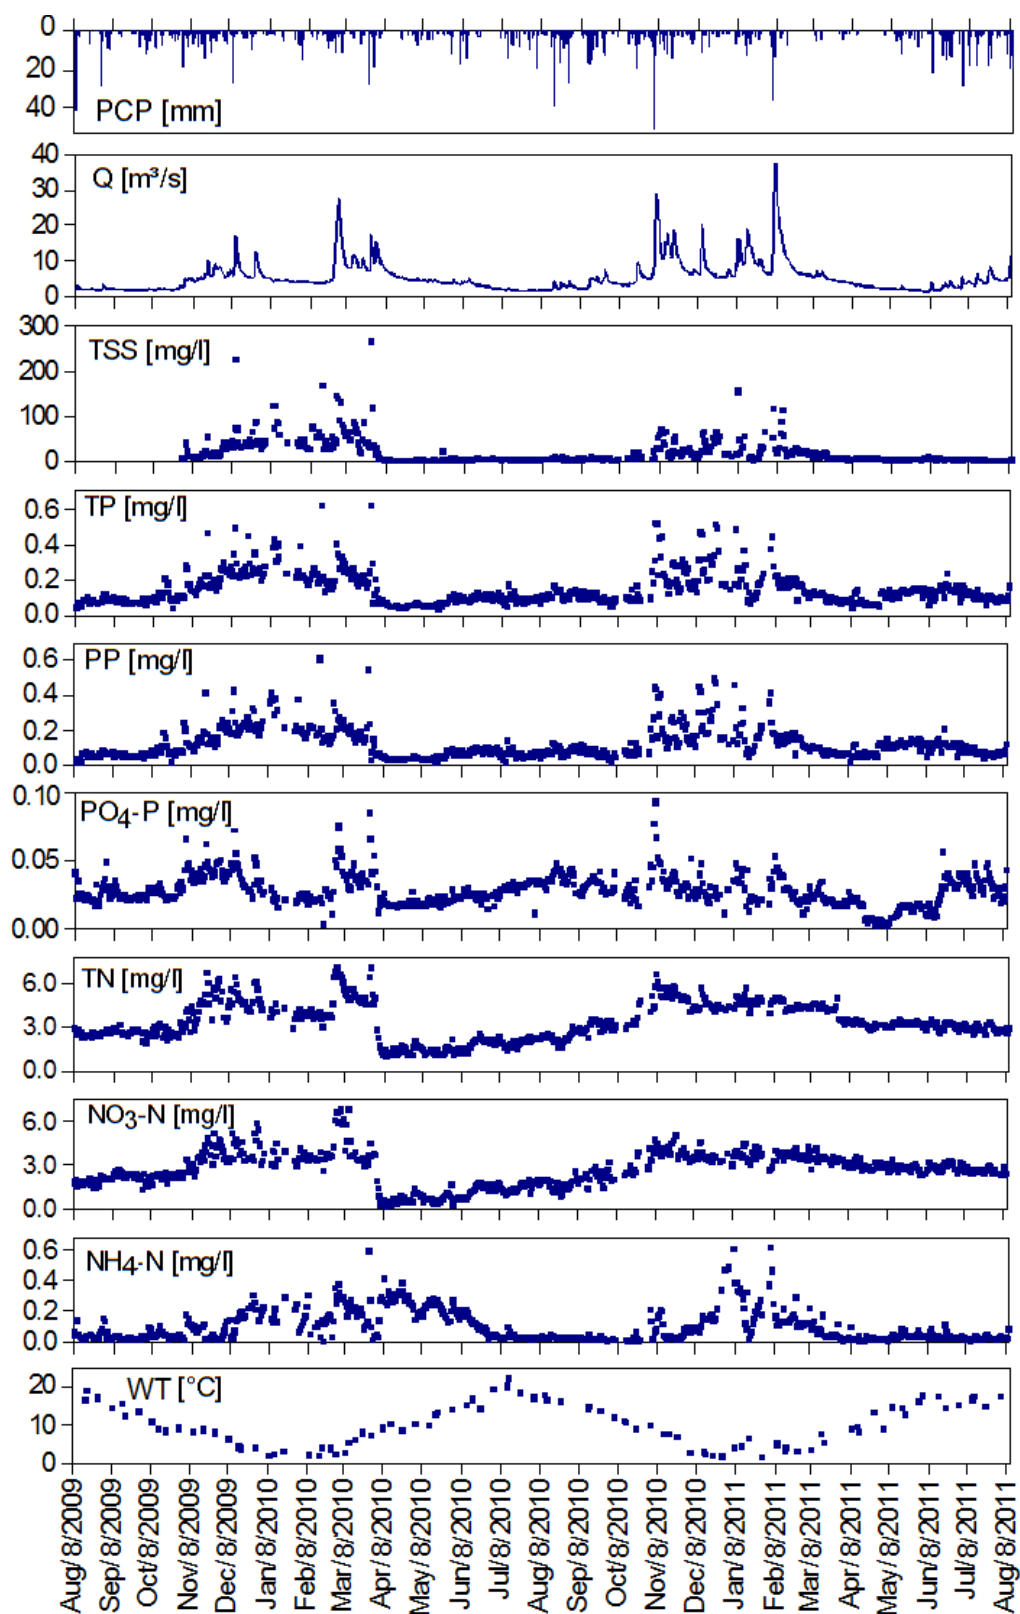 0
20
40
PCP [mm]
40
30
20
10
0
Q [m³/s]
300
200
100
0
TSS [mg/l]
0.6
0.4
0.2
0.0
TP [mg/l]
0.6
0.4
0.2
0.0
PP [mg/l]
0.10
0.05
0.00
PO₄-P [mg/l]
6.0
3.0
0.0
TN [mg/l]
6.0
3.0
0.0
NO₃-N [mg/l]
0.6
0.4
0.2
0.0
NH₄-N [mg/l]
20
10
0
WT [°C]
Aug/8/2009
Sep/8/2009
Oct/8/2009
Nov/8/2009
Dec/8/2009
Jan/8/2010
Feb/8/2010
Mar/8/2010
Apr/8/2010
May/8/2010
Jun/8/2010
Jul/8/2010
Aug/8/2010
Sep/8/2010
Oct/8/2010
Nov/8/2010
Dec/8/2010
Jan/8/2011
Feb/8/2011
Mar/8/2011
Apr/8/2011
May/8/2011
Jun/8/2011
Jul/8/2011
Aug/8/2011